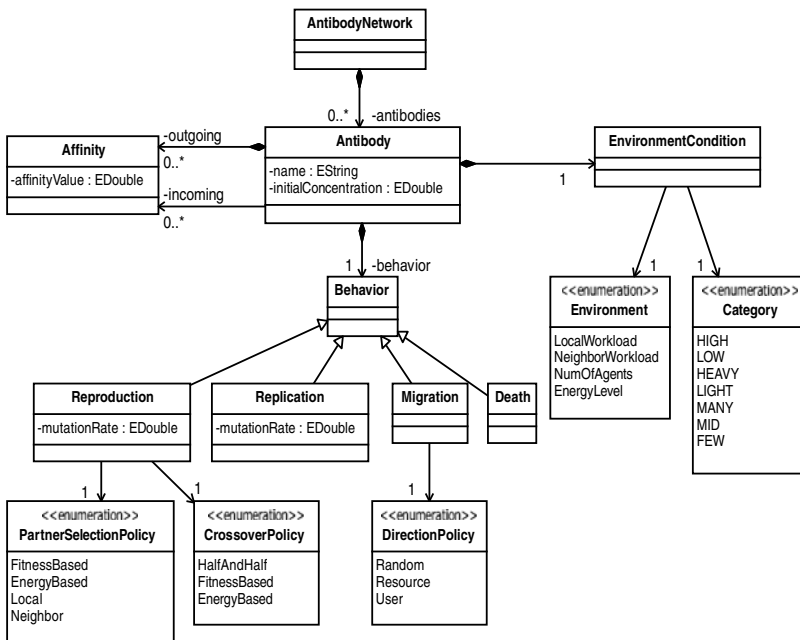 AntibodyNetwork
0..*
-antibodies
Affinity
-affinityValue : EDouble
-outgoing
0..*
-incoming
0..*
Antibody
-name : EString
-initialConcentration : EDouble
1
EnvironmentCondition
1
-behavior
Behavior
1
1
<<enumeration>>
Environment
LocalWorkload
NeighborWorkload
NumOfAgents
EnergyLevel
<<enumeration>>
Category
HIGH
LOW
HEAVY
LIGHT
MANY
MID
FEW
Reproduction
-mutationRate : EDouble
Replication
-mutationRate : EDouble
Migration
Death
1
1
1
<<enumeration>>
PartnerSelectionPolicy
FitnessBased
EnergyBased
Local
Neighbor
<<enumeration>>
CrossoverPolicy
HalfAndHalf
FitnessBased
EnergyBased
<<enumeration>>
DirectionPolicy
Random
Resource
User